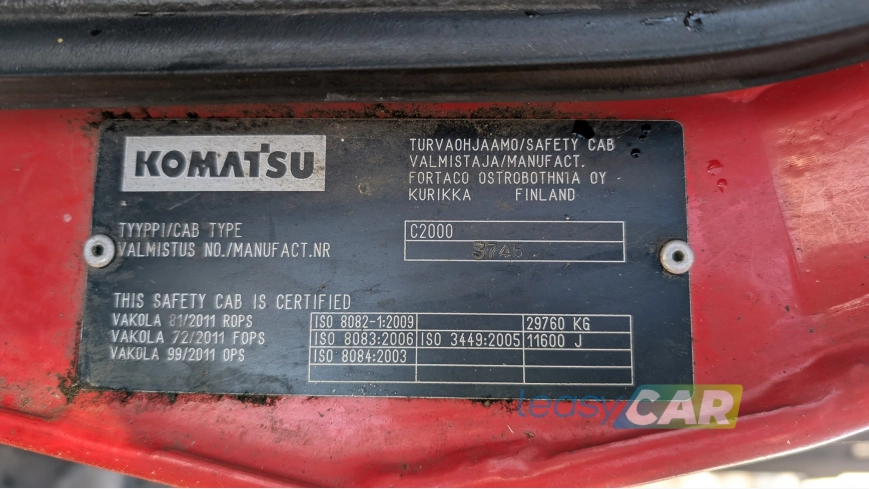 KOMATSU
TURVAOHJAAMO/SAFETY CAB
VALMISTAJA/MANUFACT.
FORTACO OSTROBOTHNIA OY
KURIKKA FINLAND
TYYPPI/CAB TYPE C2000
VALMISTUS NO./MANUFACT.NR 5745
THIS SAFETY CAB IS CERTIFIED
VAKOLA 81/2011 ROPS ISO 8082-1:2009 29760 KG
VAKOLA 72/2011 FOPS ISO 8083:2006 ISO 3449:2005 11600 J
VAKOLA 99/2011 OPS ISO 8084:2003
leasyCAR